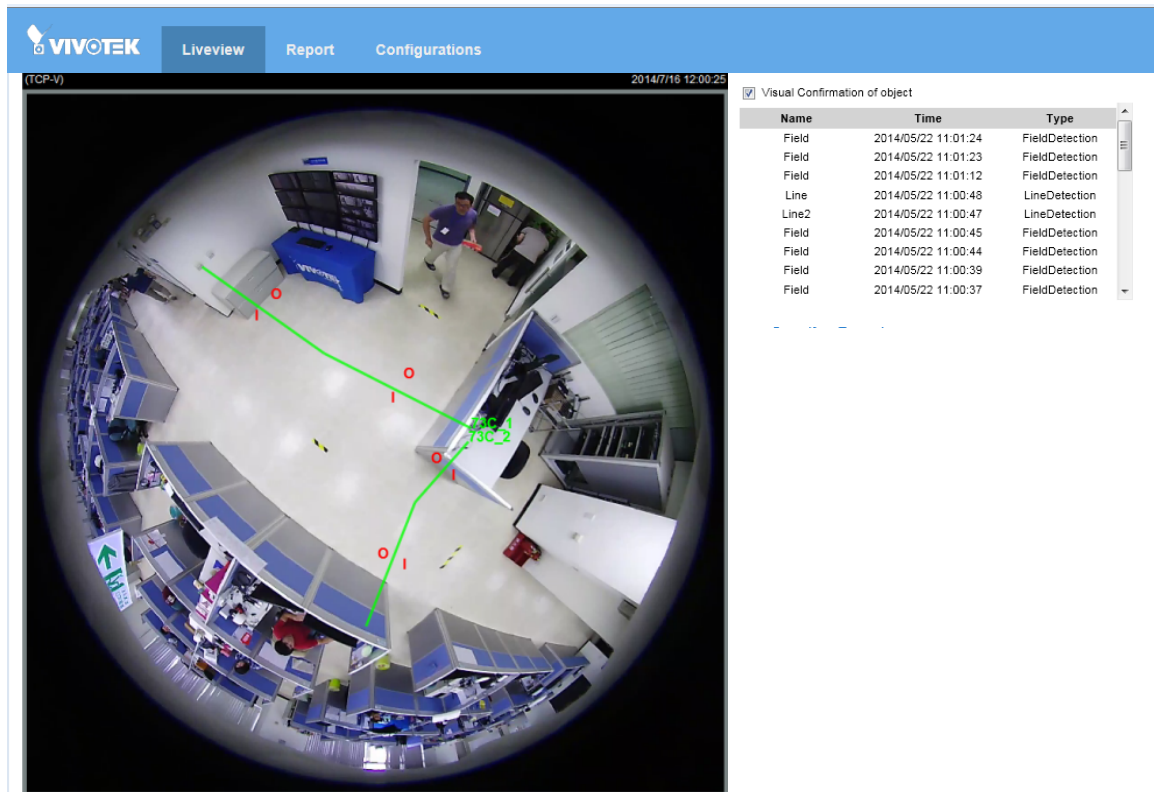 VIVOTEK Liveview Report Configurations
(TCP-V) 2014/7/16 12:00:25
Visual Confirmation of object
Name Time Type
Field 2014/05/22 11:01:24 FieldDetection
Field 2014/05/22 11:01:23 FieldDetection
Field 2014/05/22 11:01:12 FieldDetection
Line 2014/05/22 11:00:48 LineDetection
Line2 2014/05/22 11:00:47 LineDetection
Field 2014/05/22 11:00:45 FieldDetection
Field 2014/05/22 11:00:44 FieldDetection
Field 2014/05/22 11:00:39 FieldDetection
Field 2014/05/22 11:00:37 FieldDetection
VIVOTEK
O
I
O
I
_73C_1
_73C_2
O
I
O
I